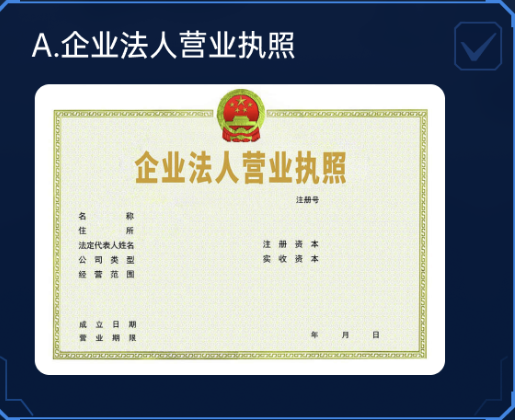 A.企业法人营业执照
企业法人营业执照
注册号
名称
住所
法定代表人姓名
注册资本
公司类型
实收资本
经营范围
成立日期
营业期限
年 月 日